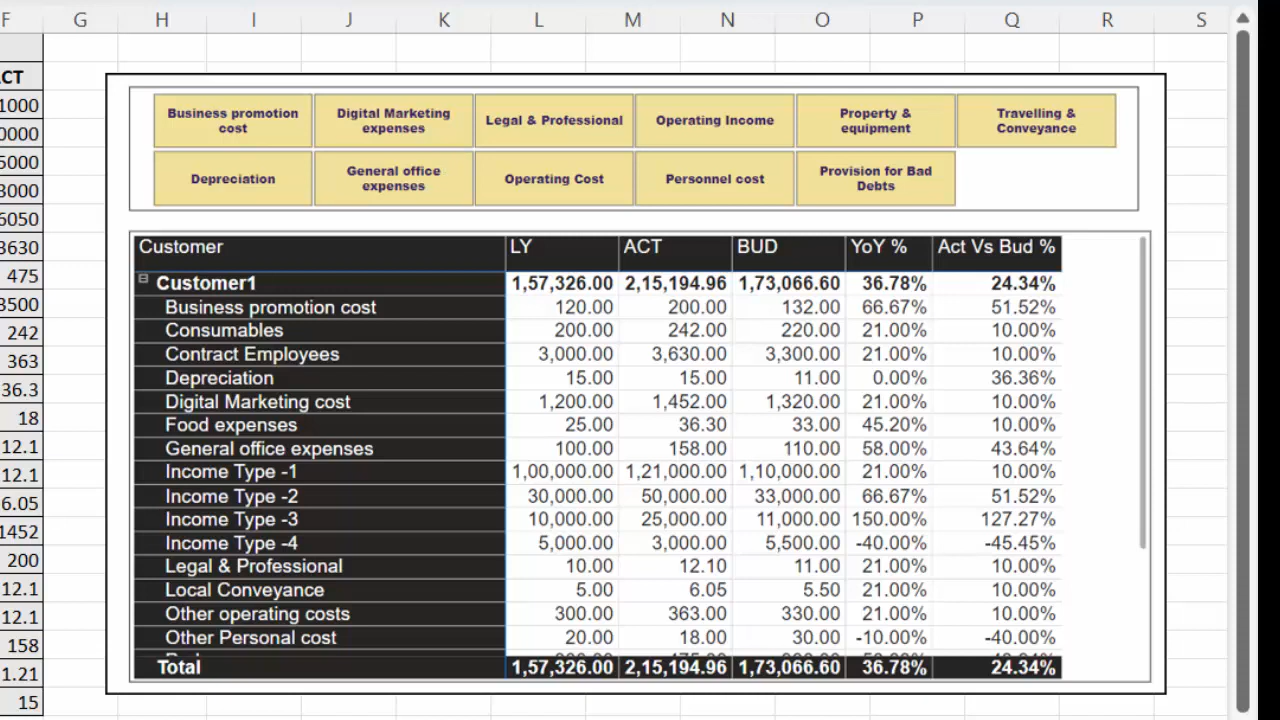 F G H I J K L M N O P Q R S
CT
1000
0000
5000
3000
6050
3630
475
3500
242
363
36.3
18
12.1
12.1
6.05
1452
200
12.1
12.1
158
1.21
15
Business promotion
cost
Digital Marketing
expenses
Legal & Professional
Operating Income
Property &
equipment
Travelling &
Conveyance
Depreciation
General office
expenses
Operating Cost
Personnel cost
Provision for Bad
Debts
Customer LY ACT BUD YoY % Act Vs Bud %
Customer1 1,57,326.00 2,15,194.96 1,73,066.60 36.78% 24.34%
Business promotion cost 120.00 200.00 132.00 66.67% 51.52%
Consumables 200.00 242.00 220.00 21.00% 10.00%
Contract Employees 3,000.00 3,630.00 3,300.00 21.00% 10.00%
Depreciation 15.00 15.00 11.00 0.00% 36.36%
Digital Marketing cost 1,200.00 1,452.00 1,320.00 21.00% 10.00%
Food expenses 25.00 36.30 33.00 45.20% 10.00%
General office expenses 100.00 158.00 110.00 58.00% 43.64%
Income Type -1 1,00,000.00 1,21,000.00 1,10,000.00 21.00% 10.00%
Income Type -2 30,000.00 50,000.00 33,000.00 66.67% 51.52%
Income Type -3 10,000.00 25,000.00 11,000.00 150.00% 127.27%
Income Type -4 5,000.00 3,000.00 5,500.00 -40.00% -45.45%
Legal & Professional 10.00 12.10 11.00 21.00% 10.00%
Local Conveyance 5.00 6.05 5.50 21.00% 10.00%
Other operating costs 300.00 363.00 330.00 21.00% 10.00%
Other Personal cost 20.00 18.00 30.00 -10.00% -40.00%
Total 1,57,326.00 2,15,194.96 1,73,066.60 36.78% 24.34%